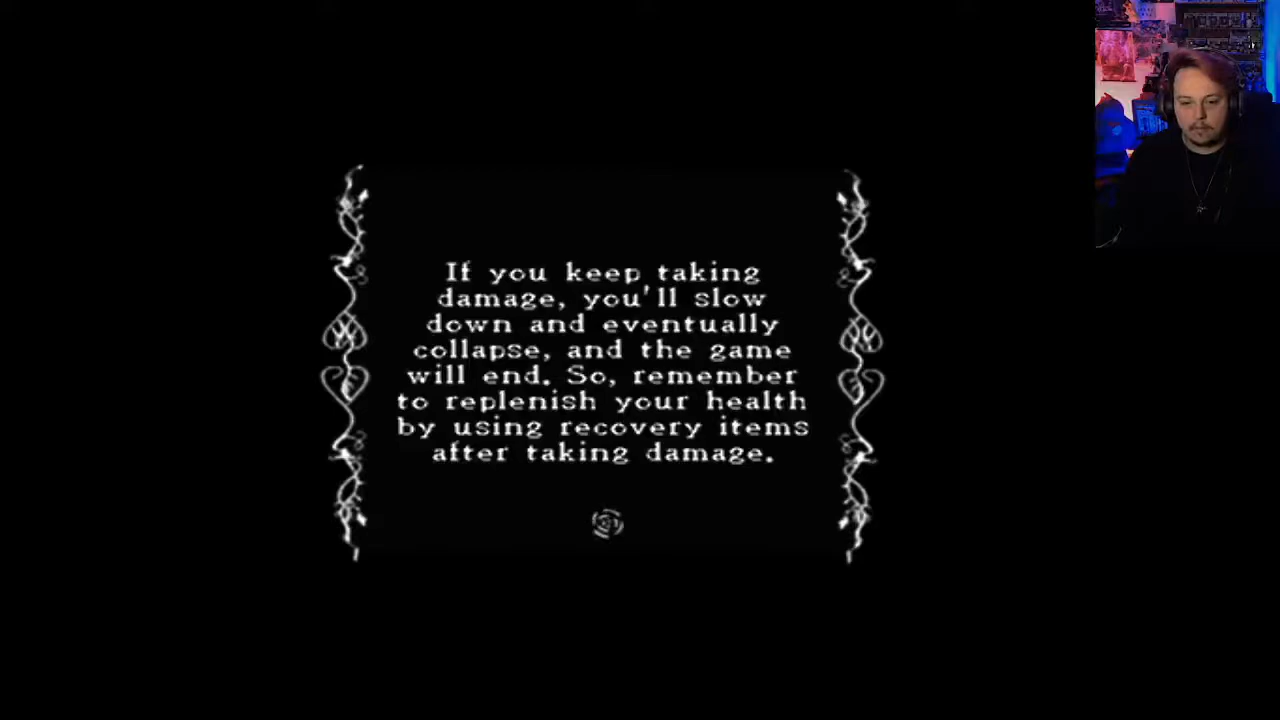 If you keep taking
damage, you'll slow
down and eventually
collapse, and the game
will end. So, remember
to replenish your health
by using recovery items
after taking damage.